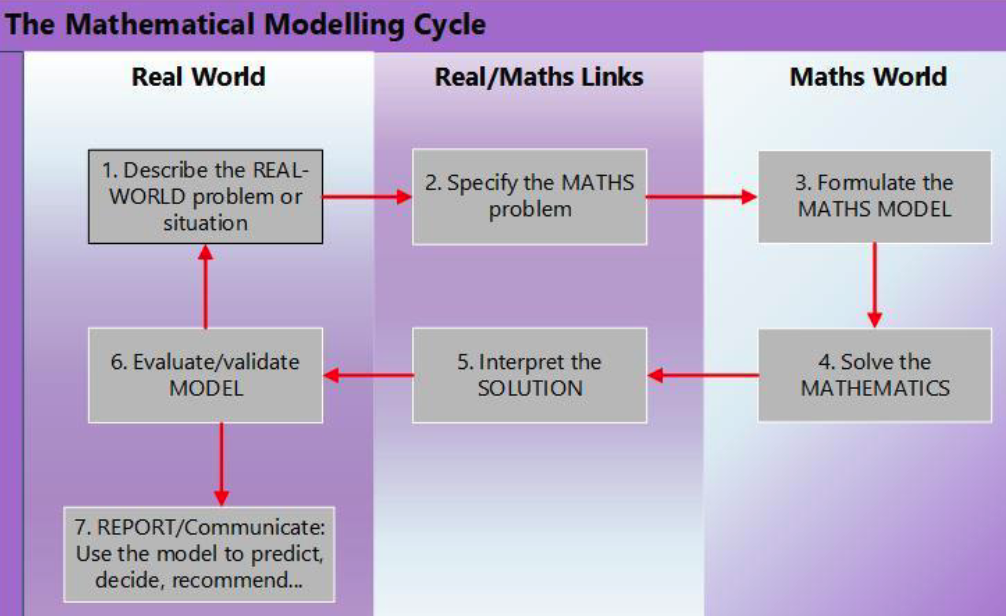 The Mathematical Modelling Cycle
Real World
Real/Maths Links
Maths World
1. Describe the REAL-
WORLD problem or
situation
2. Specify the MATHS
problem
3. Formulate the
MATHS MODEL
6. Evaluate/validate
MODEL
5. Interpret the
SOLUTION
4. Solve the
MATHEMATICS
7. REPORT/Communicate:
Use the model to predict,
decide, recommend...